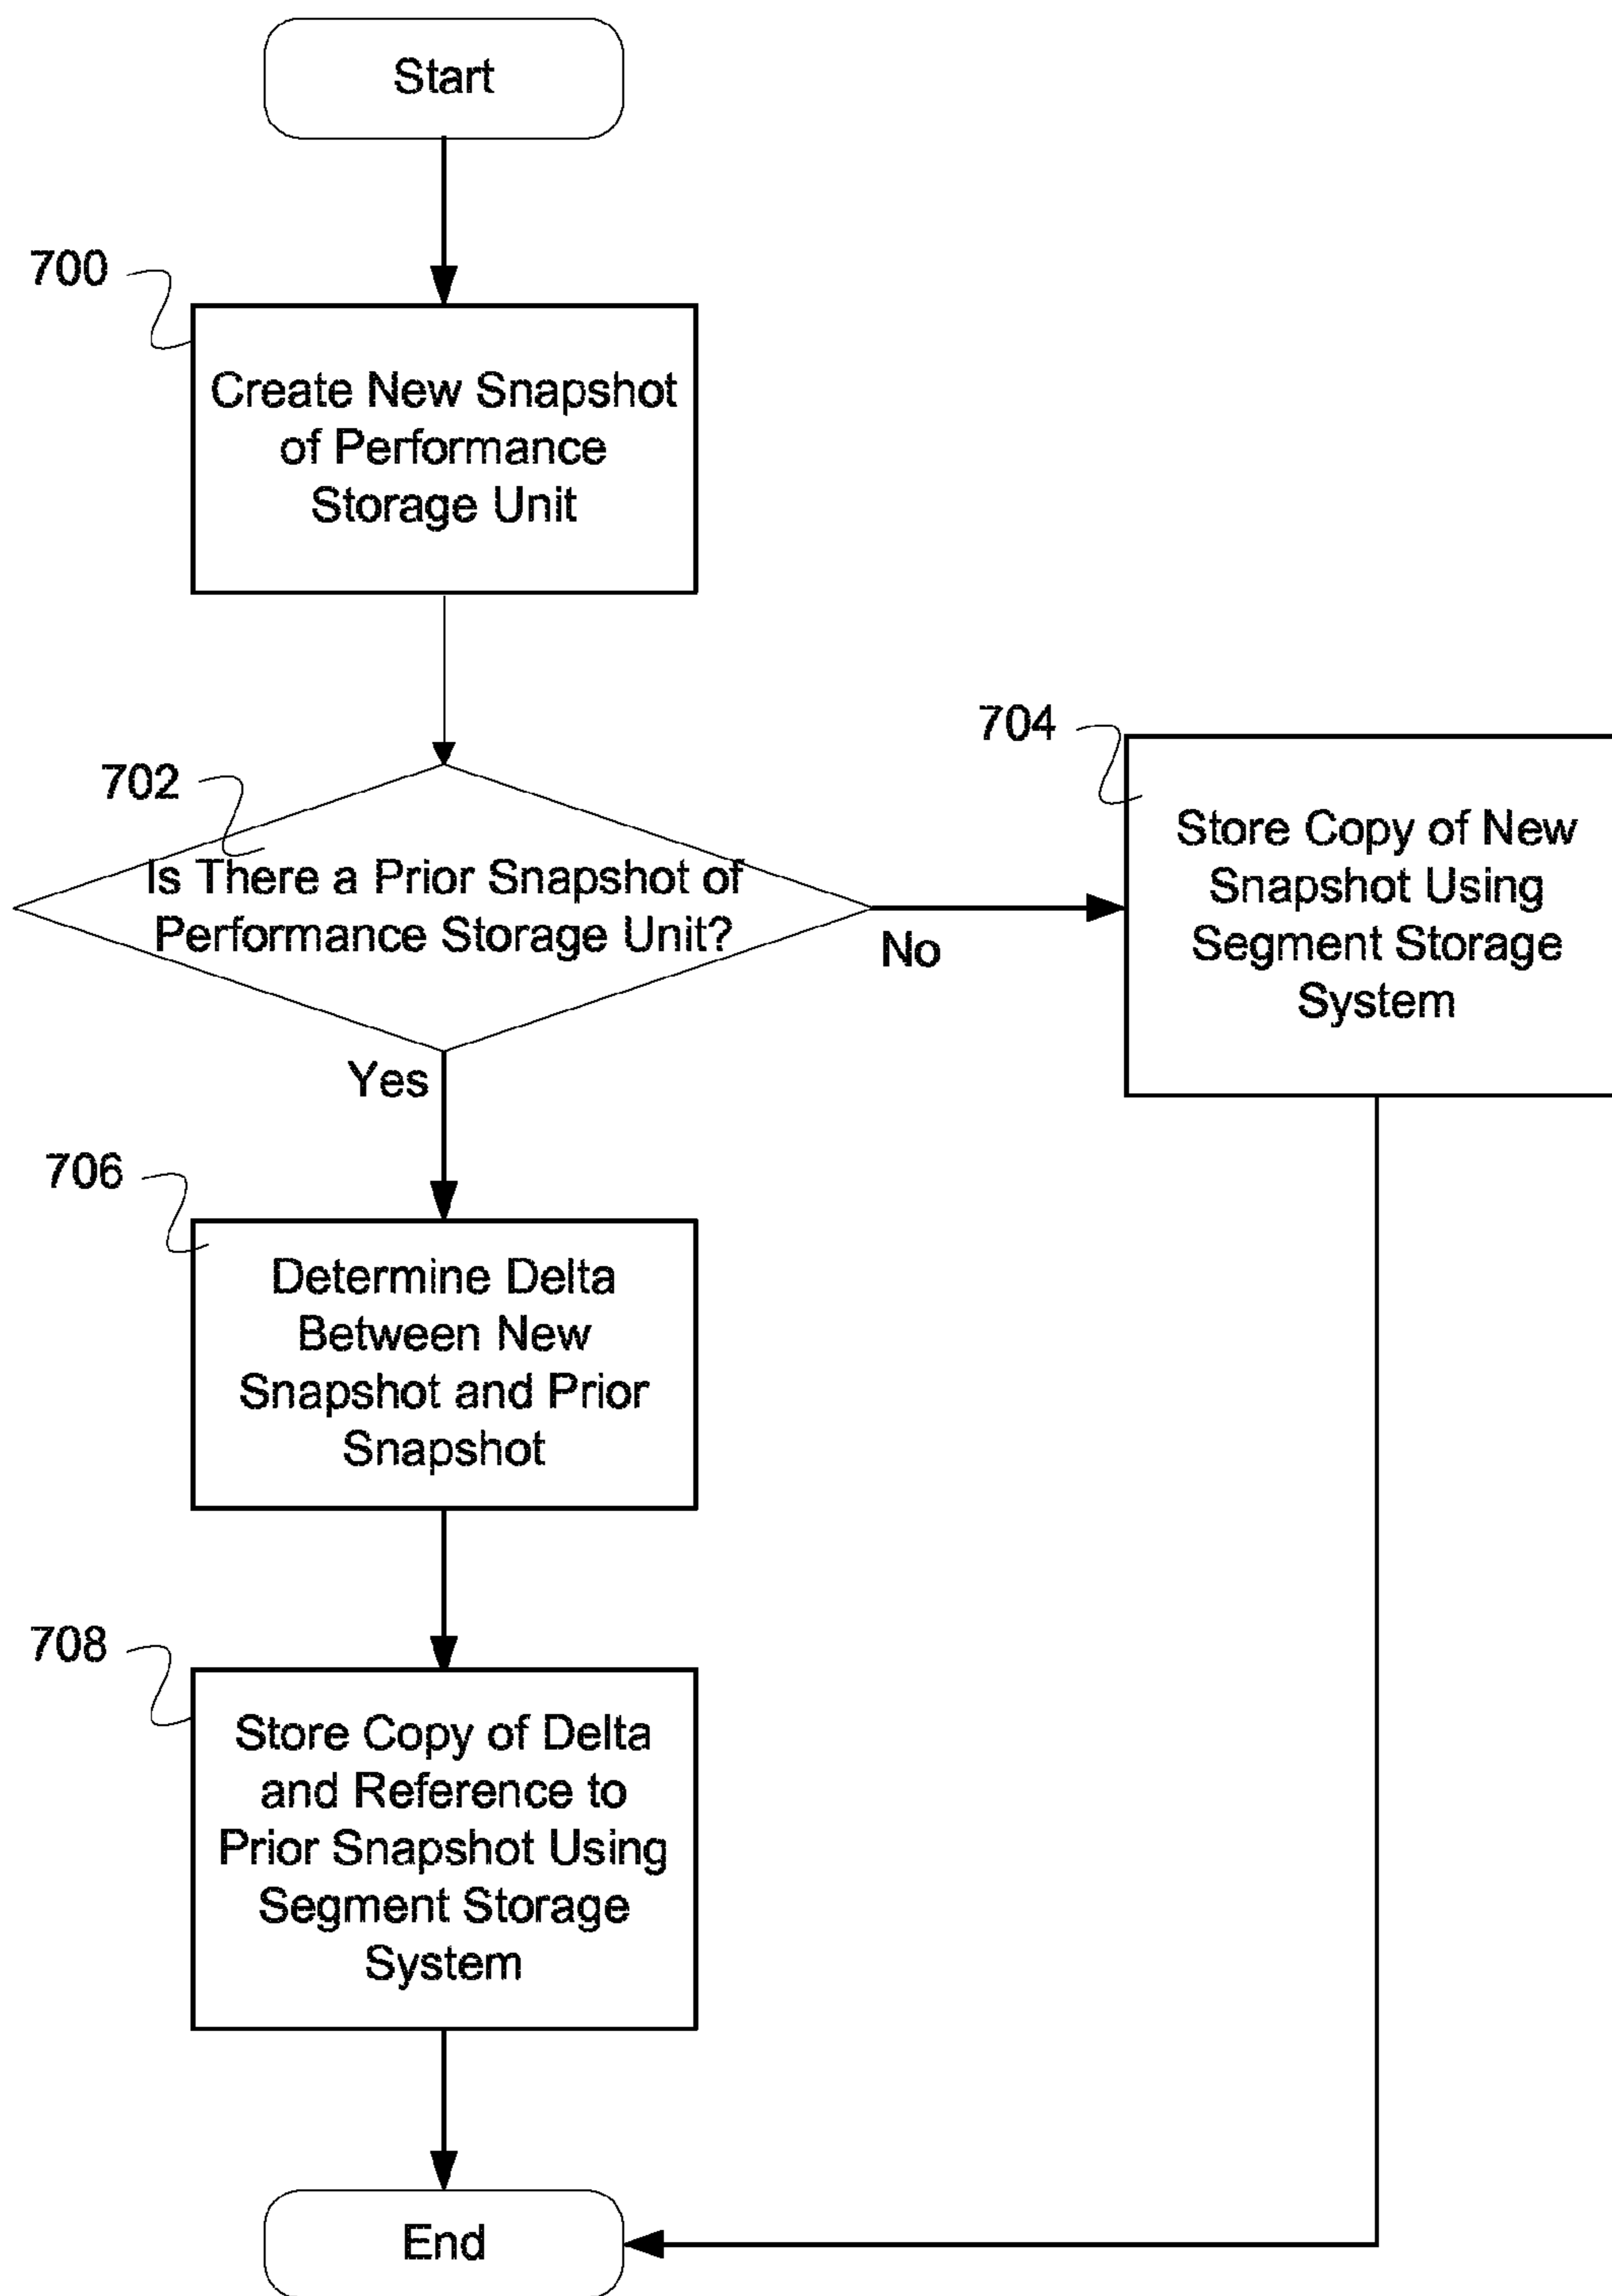 Start
700
Create New Snapshot
of Performance
Storage Unit
702
Is There a Prior Snapshot of
Performance Storage Unit?
No
Yes
704
Store Copy of New
Snapshot Using
Segment Storage
System
706
Determine Delta
Between New
Snapshot and Prior
Snapshot
708
Store Copy of Delta
and Reference to
Prior Snapshot Using
Segment Storage
System
End